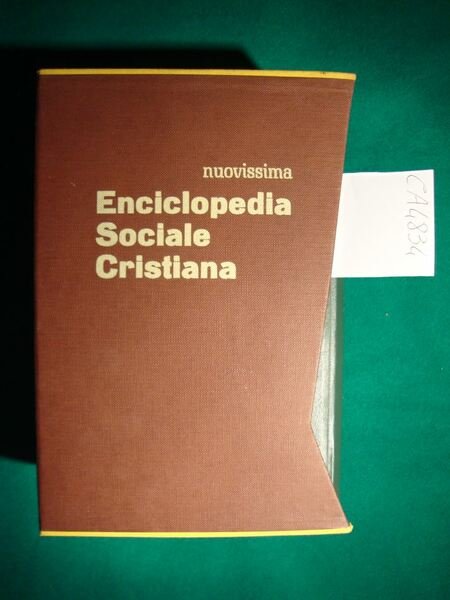 nuovissima
Enciclopedia
Sociale
Cristiana
CA4834